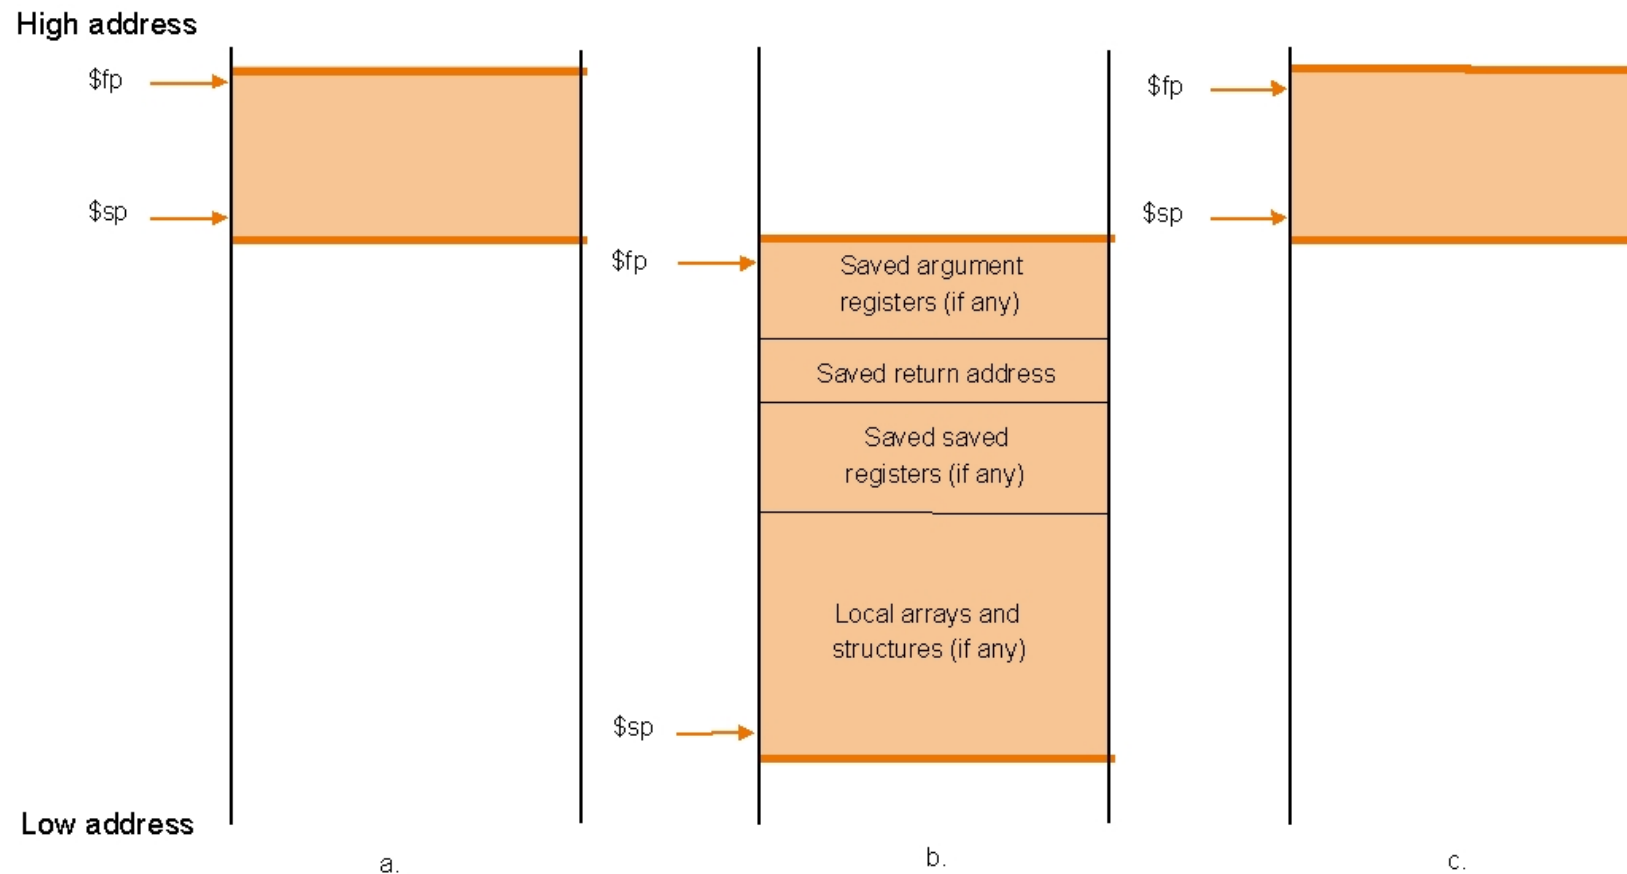 High address
$fp
$sp
$fp
Saved argument
registers (if any)
Saved return address
Saved saved
registers (if any)
Local arrays and
structures (if any)
$sp
$fp
$sp
Low address
a.
b.
c.